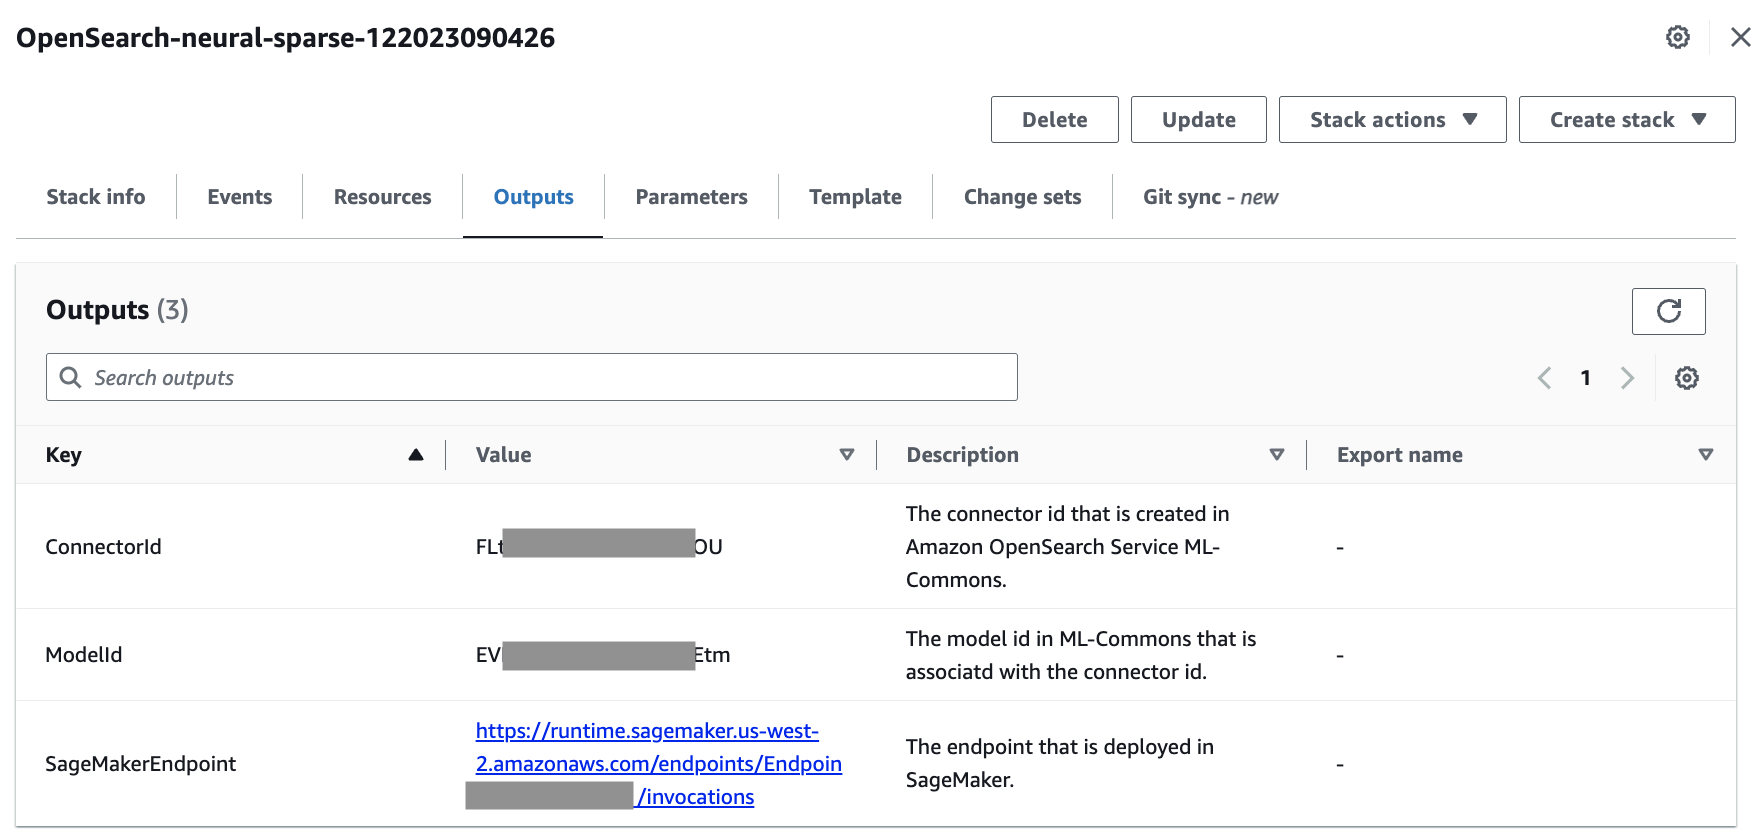 OpenSearch-neural-sparse-122023090426
Delete
Update
Stack actions
Create stack
Stack info
Events
Resources
Outputs
Parameters
Template
Change sets
Git sync - new
Outputs (3)
Search outputs
1
Key
Value
Description
Export name
ConnectorId
FLt OU
The connector id that is created in
Amazon OpenSearch Service ML-
Commons.
-
ModelId
EV Etm
The model id in ML-Commons that is
associatd with the connector id.
-
SageMakerEndpoint
https://runtime.sagemaker.us-west-
2.amazonaws.com/endpoints/Endpoin
/invocations
The endpoint that is deployed in
SageMaker.
-